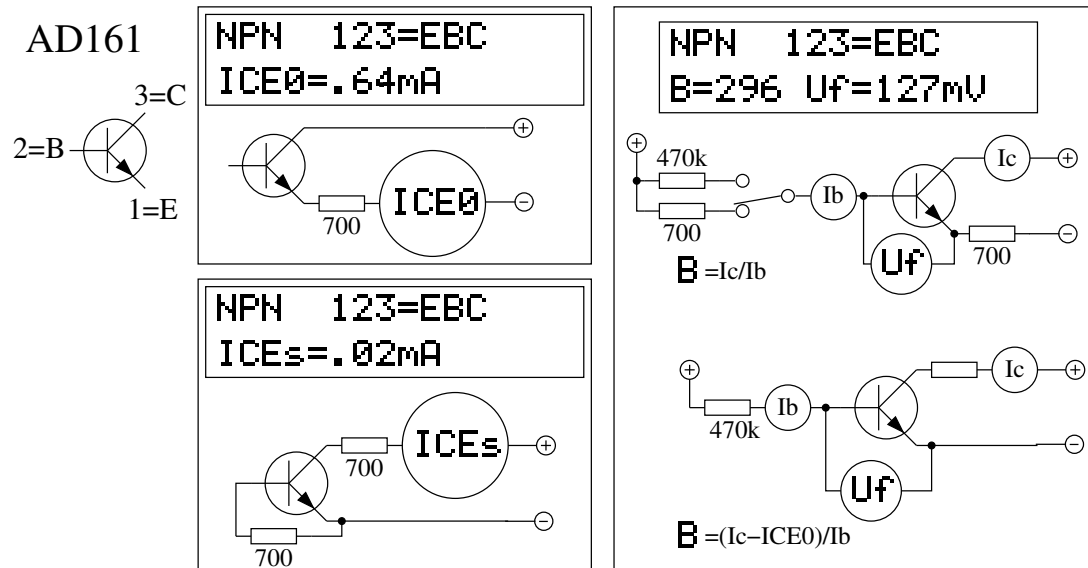 AD161
3=C
2=B
1=E
NPN 123=EBC
ICE0=.64mA
+
ICE0
−
700
NPN 123=EBC
ICEs=.02mA
ICEs
+
700
−
700
NPN 123=EBC
B=296 Uf=127mV
+
470k
Ic
+
Ib
700
−
Uf
700
B =Ic/Ib
+
Ic
+
Ib
470k
−
Uf
B =(Ic−ICE0)/Ib